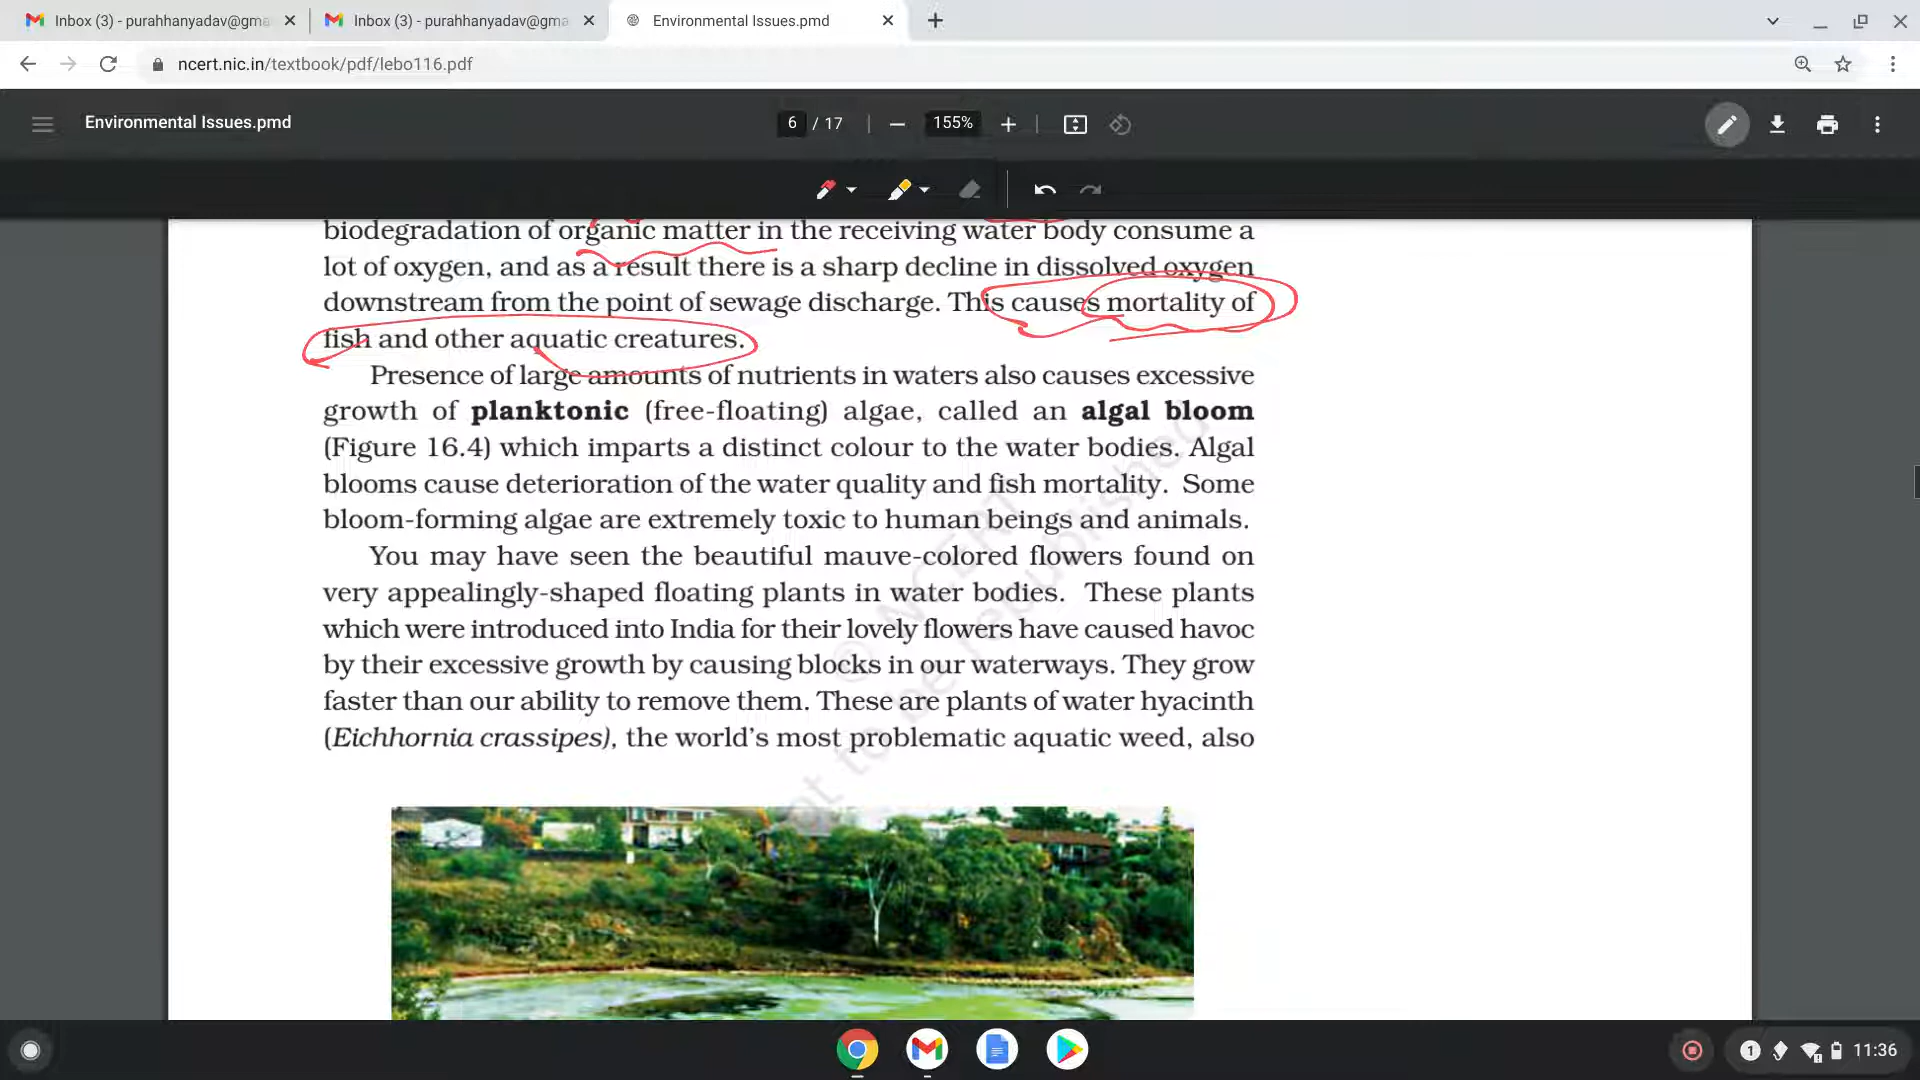 Inbox (3) - purahhanyadav@gma
Inbox (3) - purahhanyadav@gma
Environmental Issues.pmd
ncert.nic.in/textbook/pdf/lebo116.pdf
Environmental Issues.pmd
6 / 17
155%
biodegradation of organic matter in the receiving water body consume a
lot of oxygen, and as a result there is a sharp decline in dissolved oxygen
downstream from the point of sewage discharge. This causes mortality of
fish and other aquatic creatures.
Presence of large amounts of nutrients in waters also causes excessive
growth of planktonic (free-floating) algae, called an algal bloom
(Figure 16.4) which imparts a distinct colour to the water bodies. Algal
blooms cause deterioration of the water quality and fish mortality. Some
bloom-forming algae are extremely toxic to human beings and animals.
You may have seen the beautiful mauve-colored flowers found on
very appealingly-shaped floating plants in water bodies. These plants
which were introduced into India for their lovely flowers have caused havoc
by their excessive growth by causing blocks in our waterways. They grow
faster than our ability to remove them. These are plants of water hyacinth
(Eichhornia crassipes), the world's most problematic aquatic weed, also
© NCERT
not to be republished
1
11:36